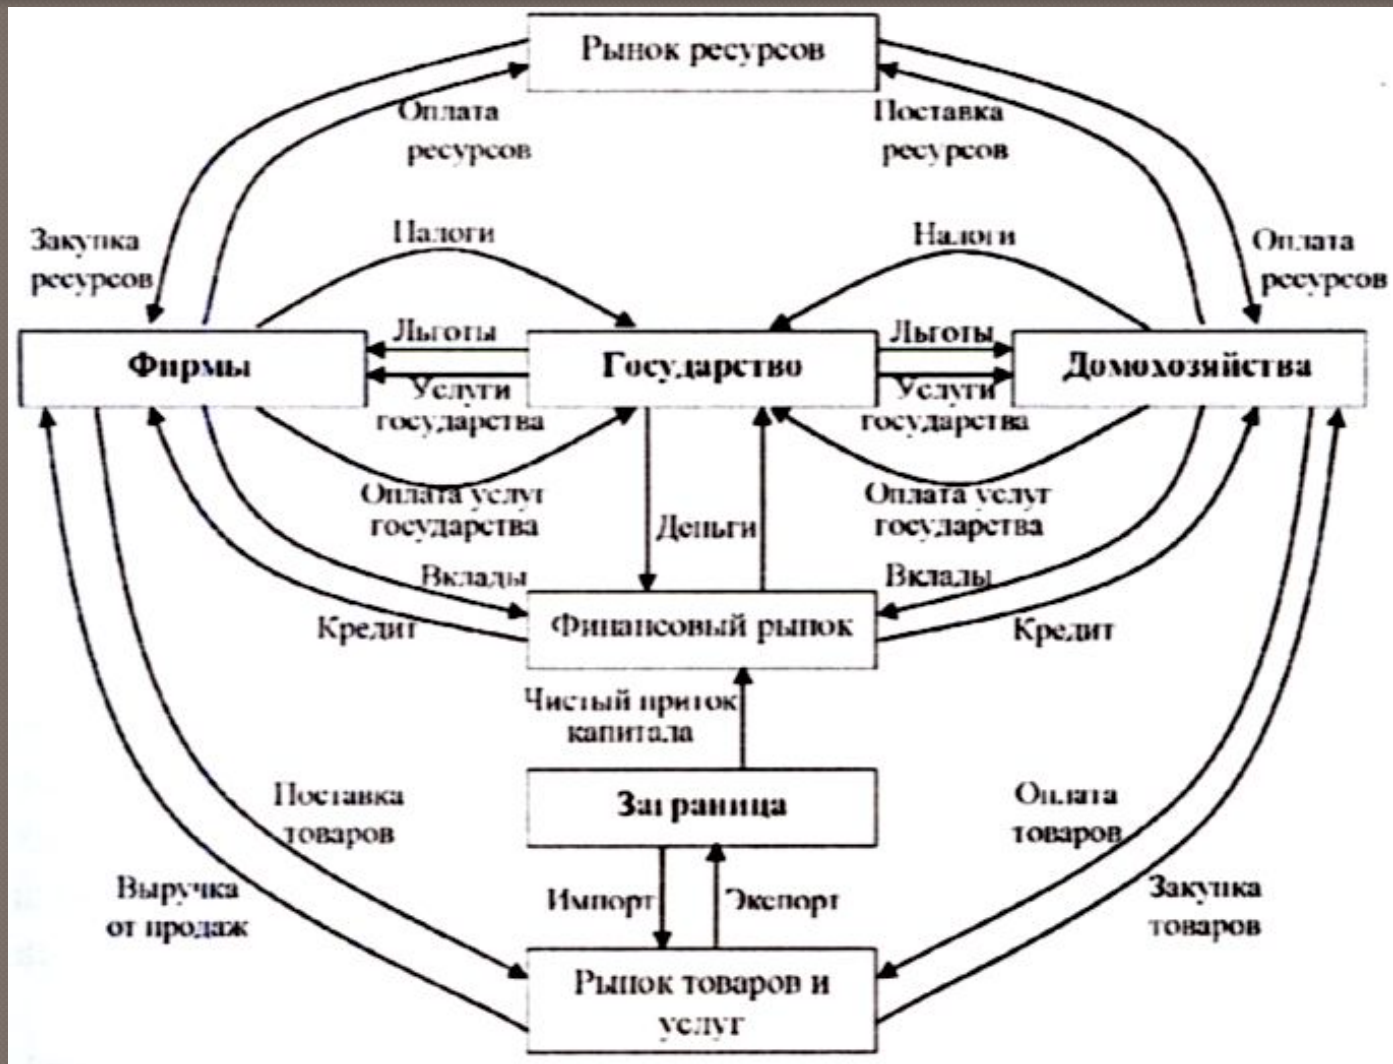 Рынок ресурсов
Оплата
ресурсов
Поставка
ресурсов
Закупка
ресурсов
Налоги
Налоги
Оплата
ресурсов
Фирмы
Льготы
Государство
Льготы
Домохозяйства
Услуги
государства
Услуги
государства
Оплата услуг
государства
Деньги
Оплата услуг
государства
Вклады
Вклады
Кредит
Финансовый рынок
Кредит
Чистый приток
капитала
Поставка
товаров
Заграница
Оплата
товаров
Выручка
от продаж
Импорт
Экспорт
Закупка
товаров
Рынок товаров и
услуг